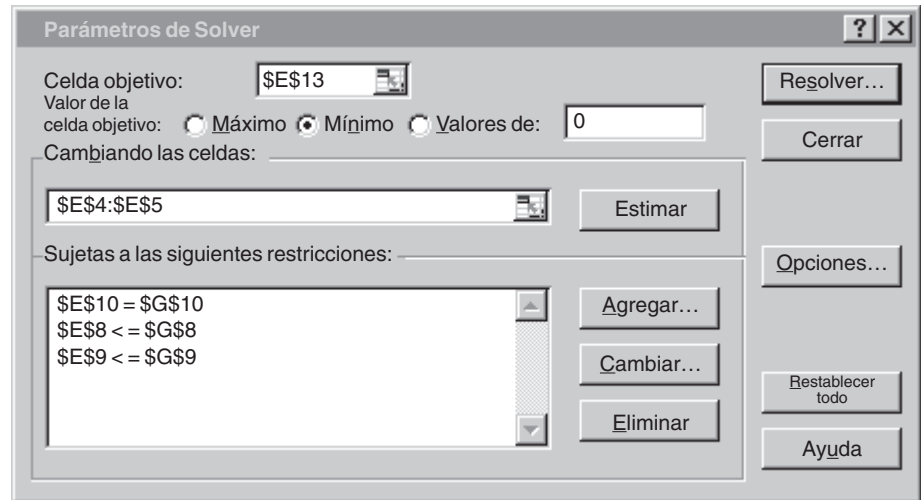 Parámetros de Solver
? ×
Celda objetivo: $E$13
Resolver...
Valor de la
celda objetivo: Máximo Mínimo Valores de: 0
Cerrar
Cambiando las celdas:
$E$4:$E$5
Estimar
Sujetas a las siguientes restricciones:
Opciones...
$E$10 = $G$10
Agregar...
$E$8 < = $G$8
$E$9 < = $G$9
Cambiar...
Restablecer
todo
Eliminar
Ayuda